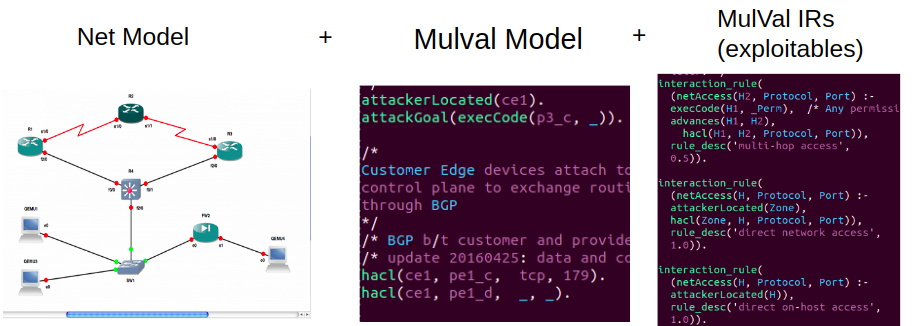 Net Model
+
Mulval Model
+
MulVal IRs
(exploitables)
R2
s1/0
s1/1
R1
s1/0
f2/0
R3
s1/0
f2/0
R4
f0/0
f0/1
f2/0
QEMU1
e0
QEMU3
e0
SW1
FW2
e0
e1
e0
attackerLocated(ce1).
attackGoal(execCode(p3_c, _)).
/*
Customer Edge devices attach to
control plane to exchange routi
through BGP
*/
/* BGP b/t customer and provide
/* update 20160425: data and co
hacl(ce1, pe1_c, tcp, 179).
hacl(ce1, pe1_d, _, _).
interaction_rule(
(netAccess(H2, Protocol, Port) :-
execCode(H1, _Perm), /* Any permissi
advances(H1, H2),
hacl(H1, H2, Protocol, Port)),
rule_desc('multi-hop access',
0.5)).
interaction_rule(
(netAccess(H, Protocol, Port) :-
attackerLocated(Zone),
hacl(Zone, H, Protocol, Port)),
rule_desc('direct network access',
1.0)).
interaction_rule(
(netAccess(H, Protocol, Port) :-
attackerLocated(H)),
rule_desc('direct on-host access',
1.0)).